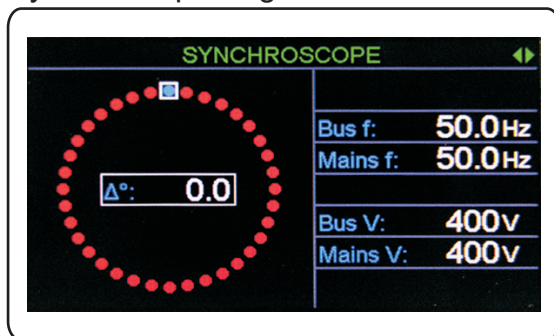 SYNCHROSCOPE
Δ°: 0.0
Bus f: 50.0Hz
Mains f: 50.0Hz
Bus V: 400V
Mains V: 400V